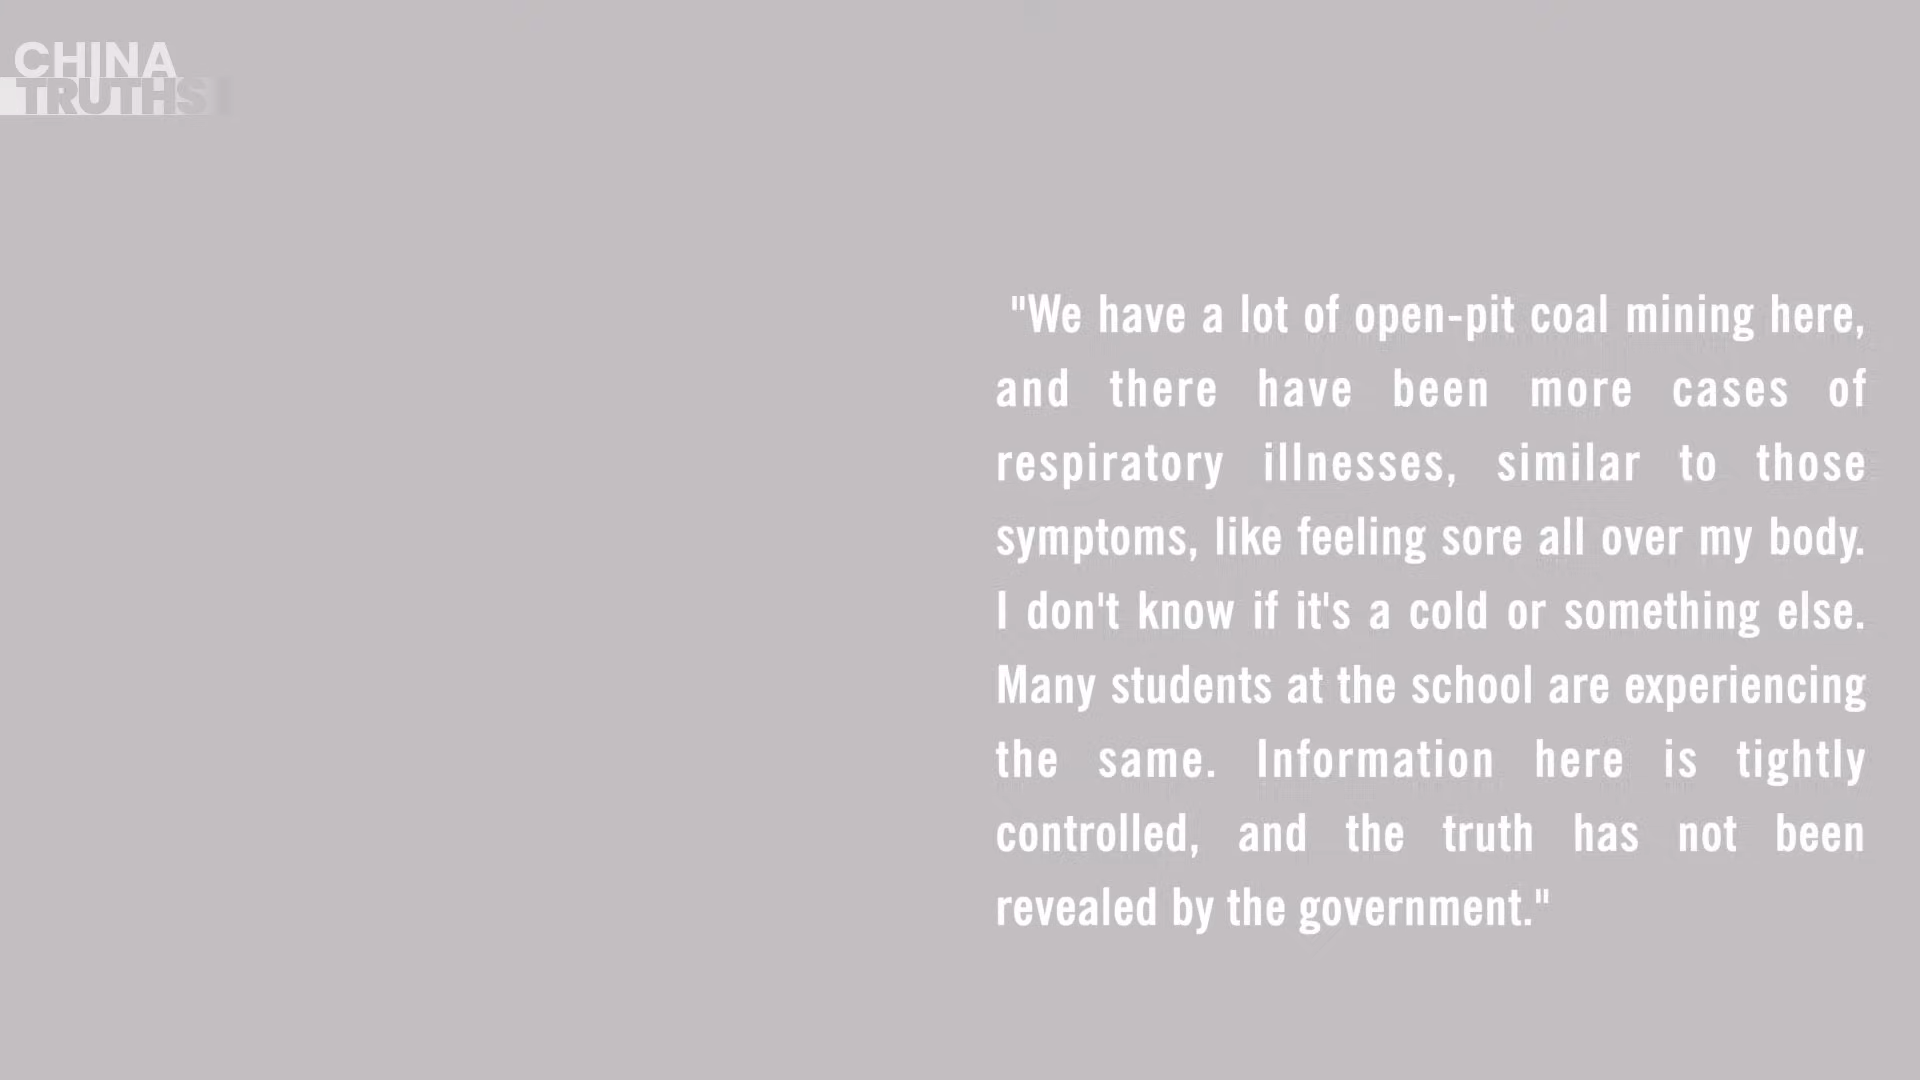 CHINA
TRUTHS
"We have a lot of open-pit coal mining here,
and there have been more cases of
respiratory illnesses, similar to those
symptoms, like feeling sore all over my body.
I don't know if it's a cold or something else.
Many students at the school are experiencing
the same. Information here is tightly
controlled, and the truth has not been
revealed by the government."